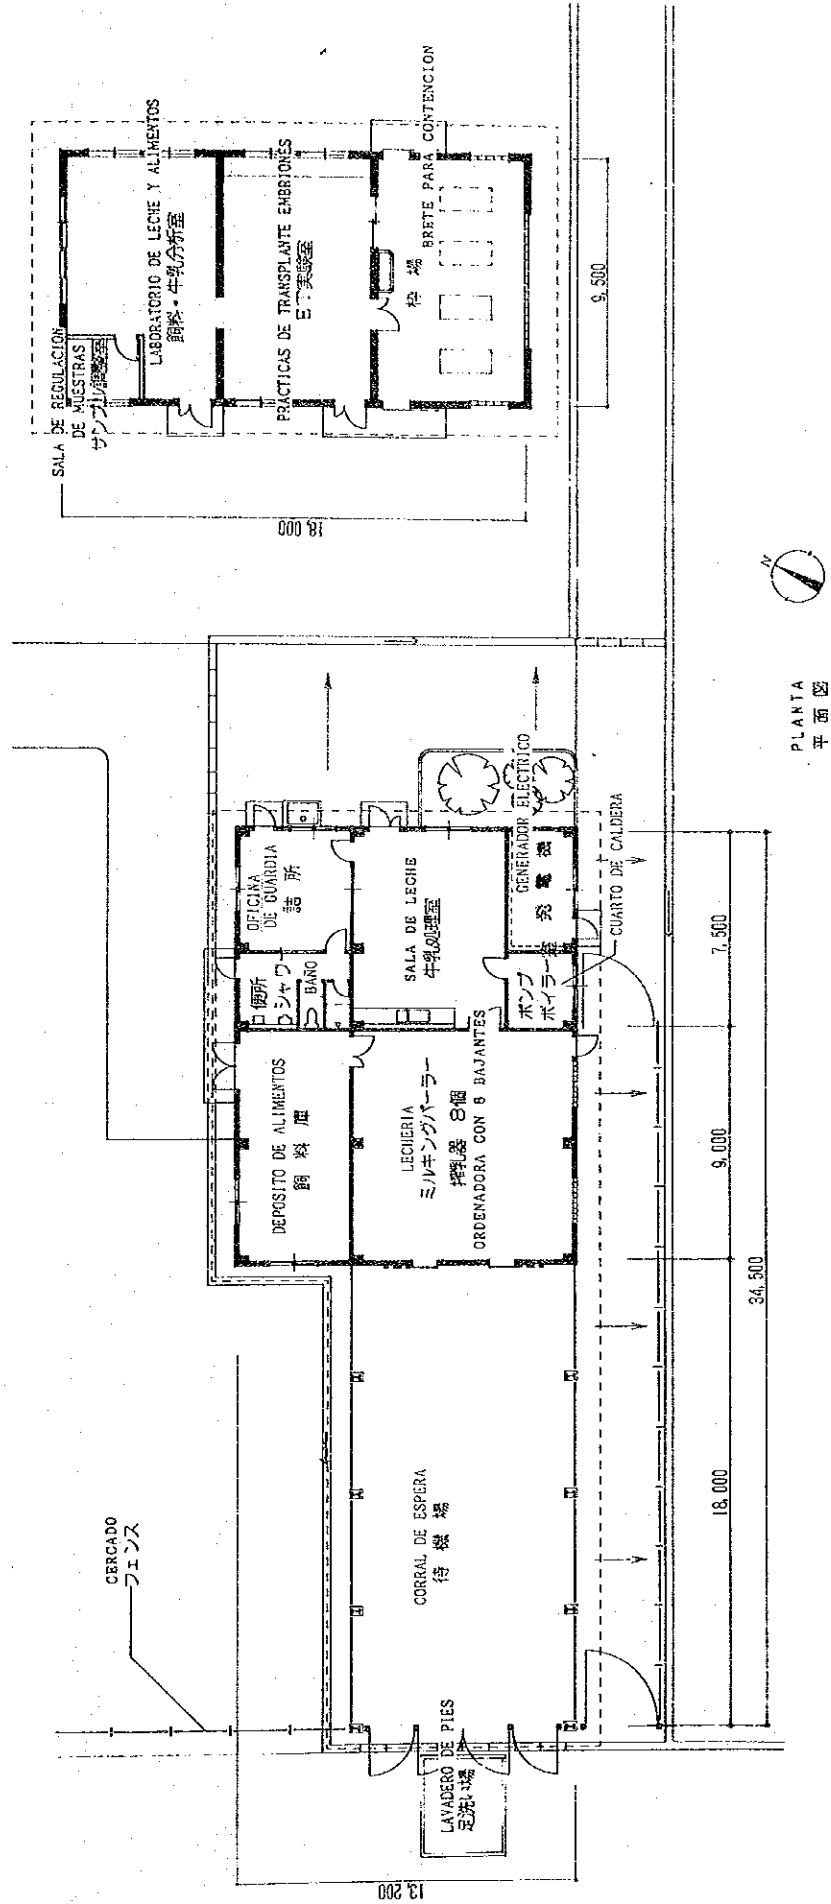 CERCADO
フェンス
SALA DE REGULACION
DE MUESTRAS
サンプル調整室
LABORATORIO DE LECHE Y ALIMENTOS
飼料・牛乳分析室
PRACTICAS DE TRANSPLANTE EMBRIONES
ET実験室
BRETE PARA CONTENCION
枠 場
18,000
9,500
OFICINA
DE GUARDIA
詰 所
便所
シャワー
BAÑO
DEPOSITO DE ALIMENTOS
飼 料 庫
SALA DE LECHE
牛乳処理室
GENERADOR ELECTRICO
発 電 機
ポンプ
ボイラー室
CUARTO DE CALDERA
LECHERIA
ミルキングパーラー
搾乳器 8個
ORDENADORA CON 8 BAJANTES
CORRAL DE ESPERA
待 機 場
LAVADERO DE PIES
足洗い場
13,200
18,000
9,000
7,500
34,500
N
PLANTA
平 面 図